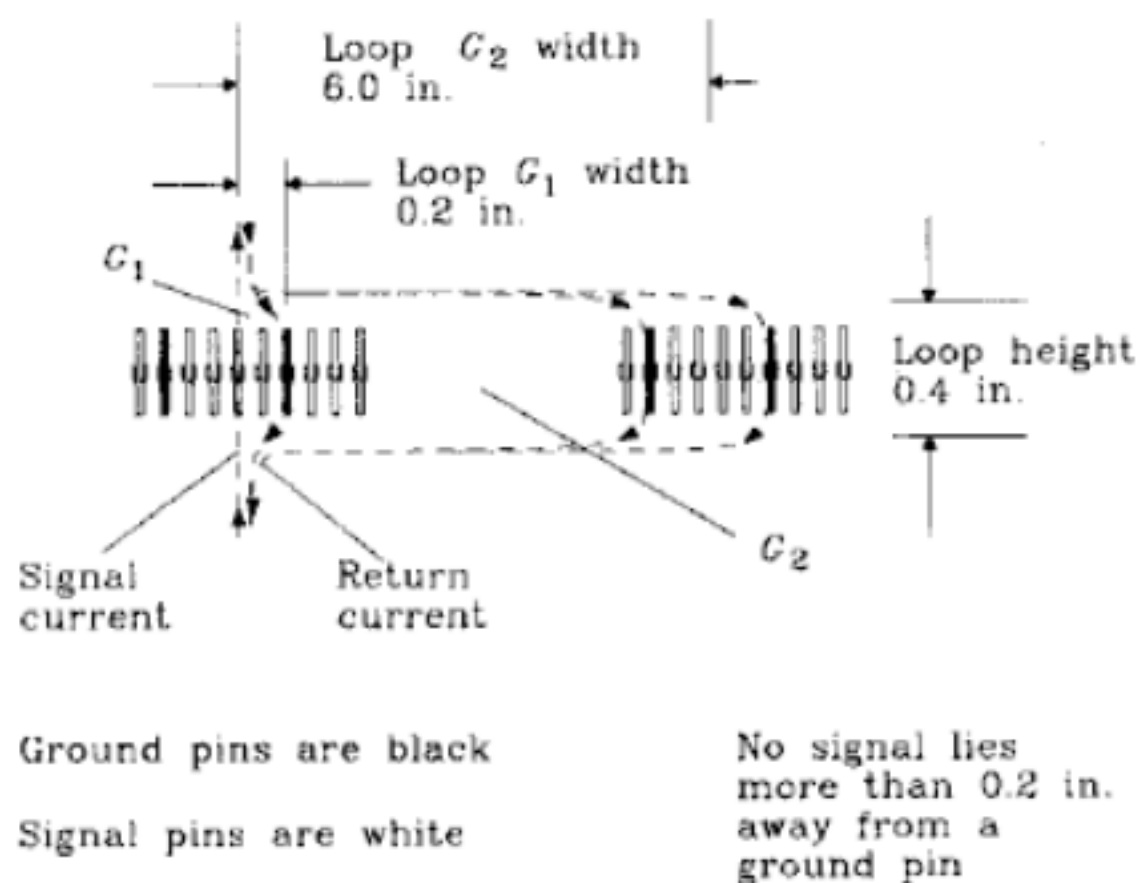 Loop G2 width
6.0 in.
Loop G1 width
0.2 in.
G1
Loop height
0.4 in.
G2
Signal
current
Return
current
Ground pins are black
Signal pins are white
No signal lies
more than 0.2 in.
away from a
ground pin